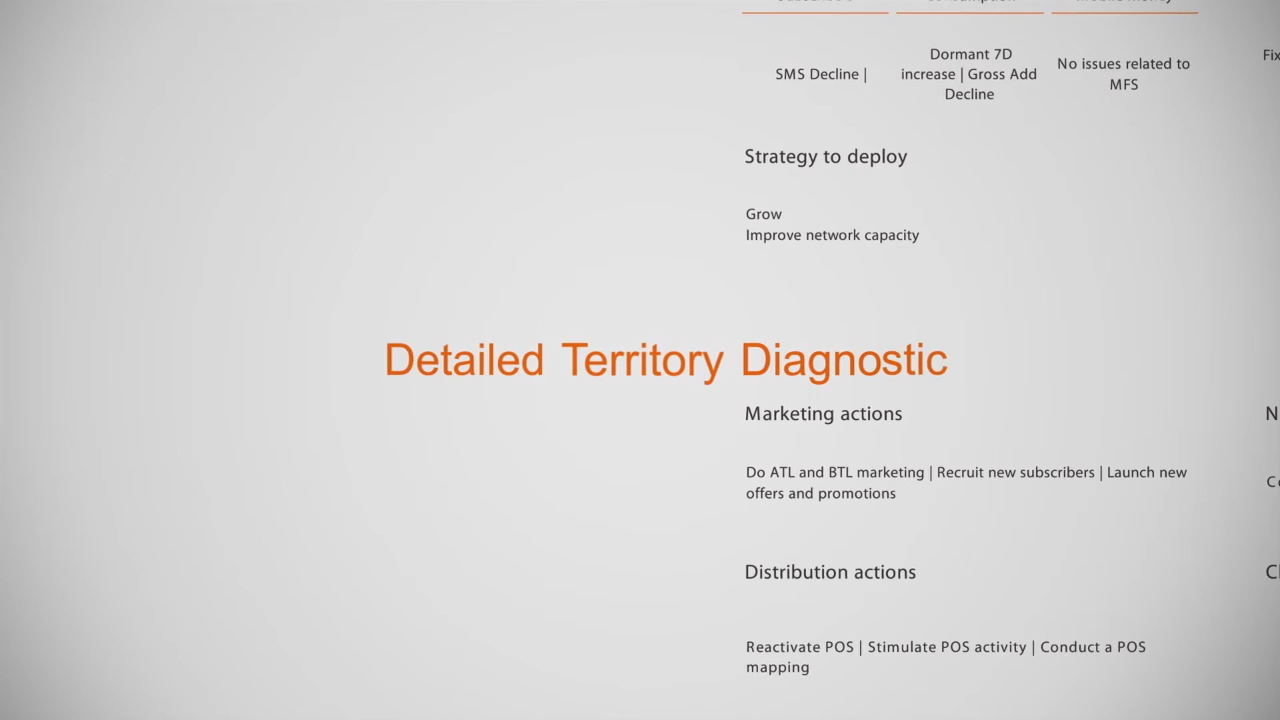 SMS Decline |
Dormant 7D
increase | Gross Add
Decline
No issues related to
MFS
Fix
Strategy to deploy
Grow
Improve network capacity
Detailed Territory Diagnostic
Marketing actions
N
Do ATL and BTL marketing | Recruit new subscribers | Launch new
offers and promotions
Distribution actions
Reactivate POS | Stimulate POS activity | Conduct a POS
mapping